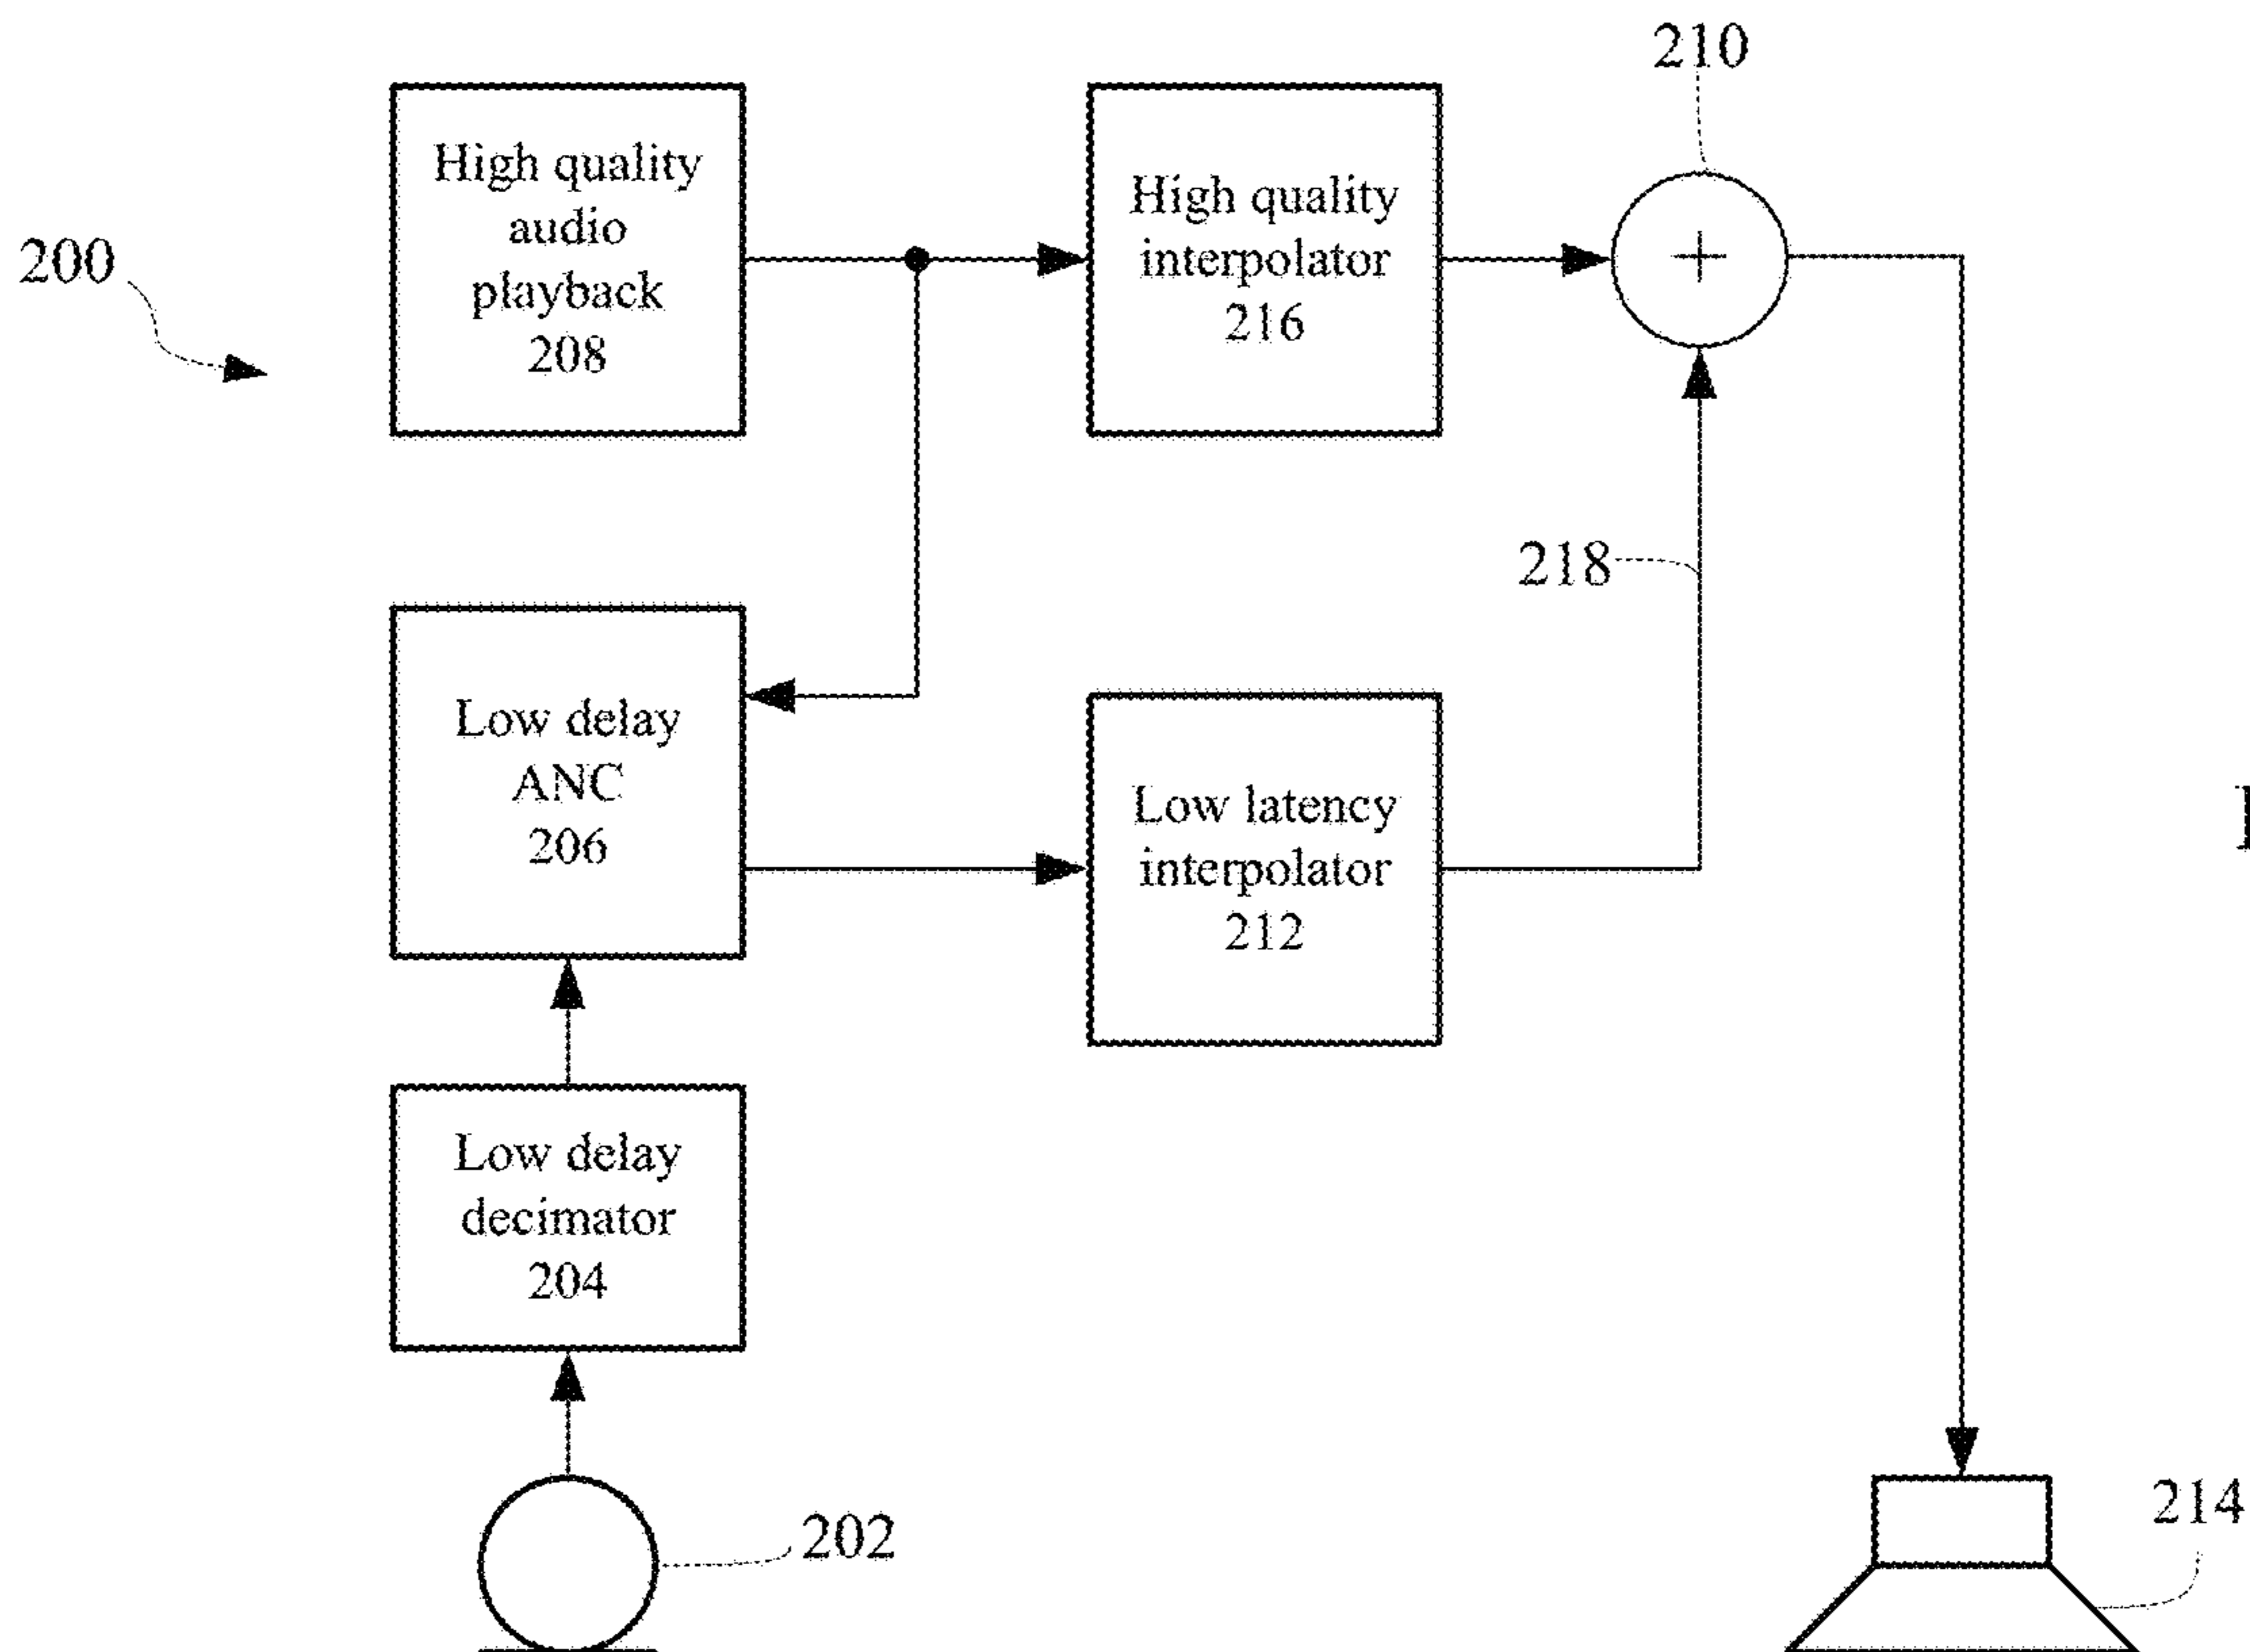 210
High quality
audio
playback
208
High quality
interpolator
216
200
218
Low delay
ANC
206
Low latency
interpolator
212
Low delay
decimator
204
202
214